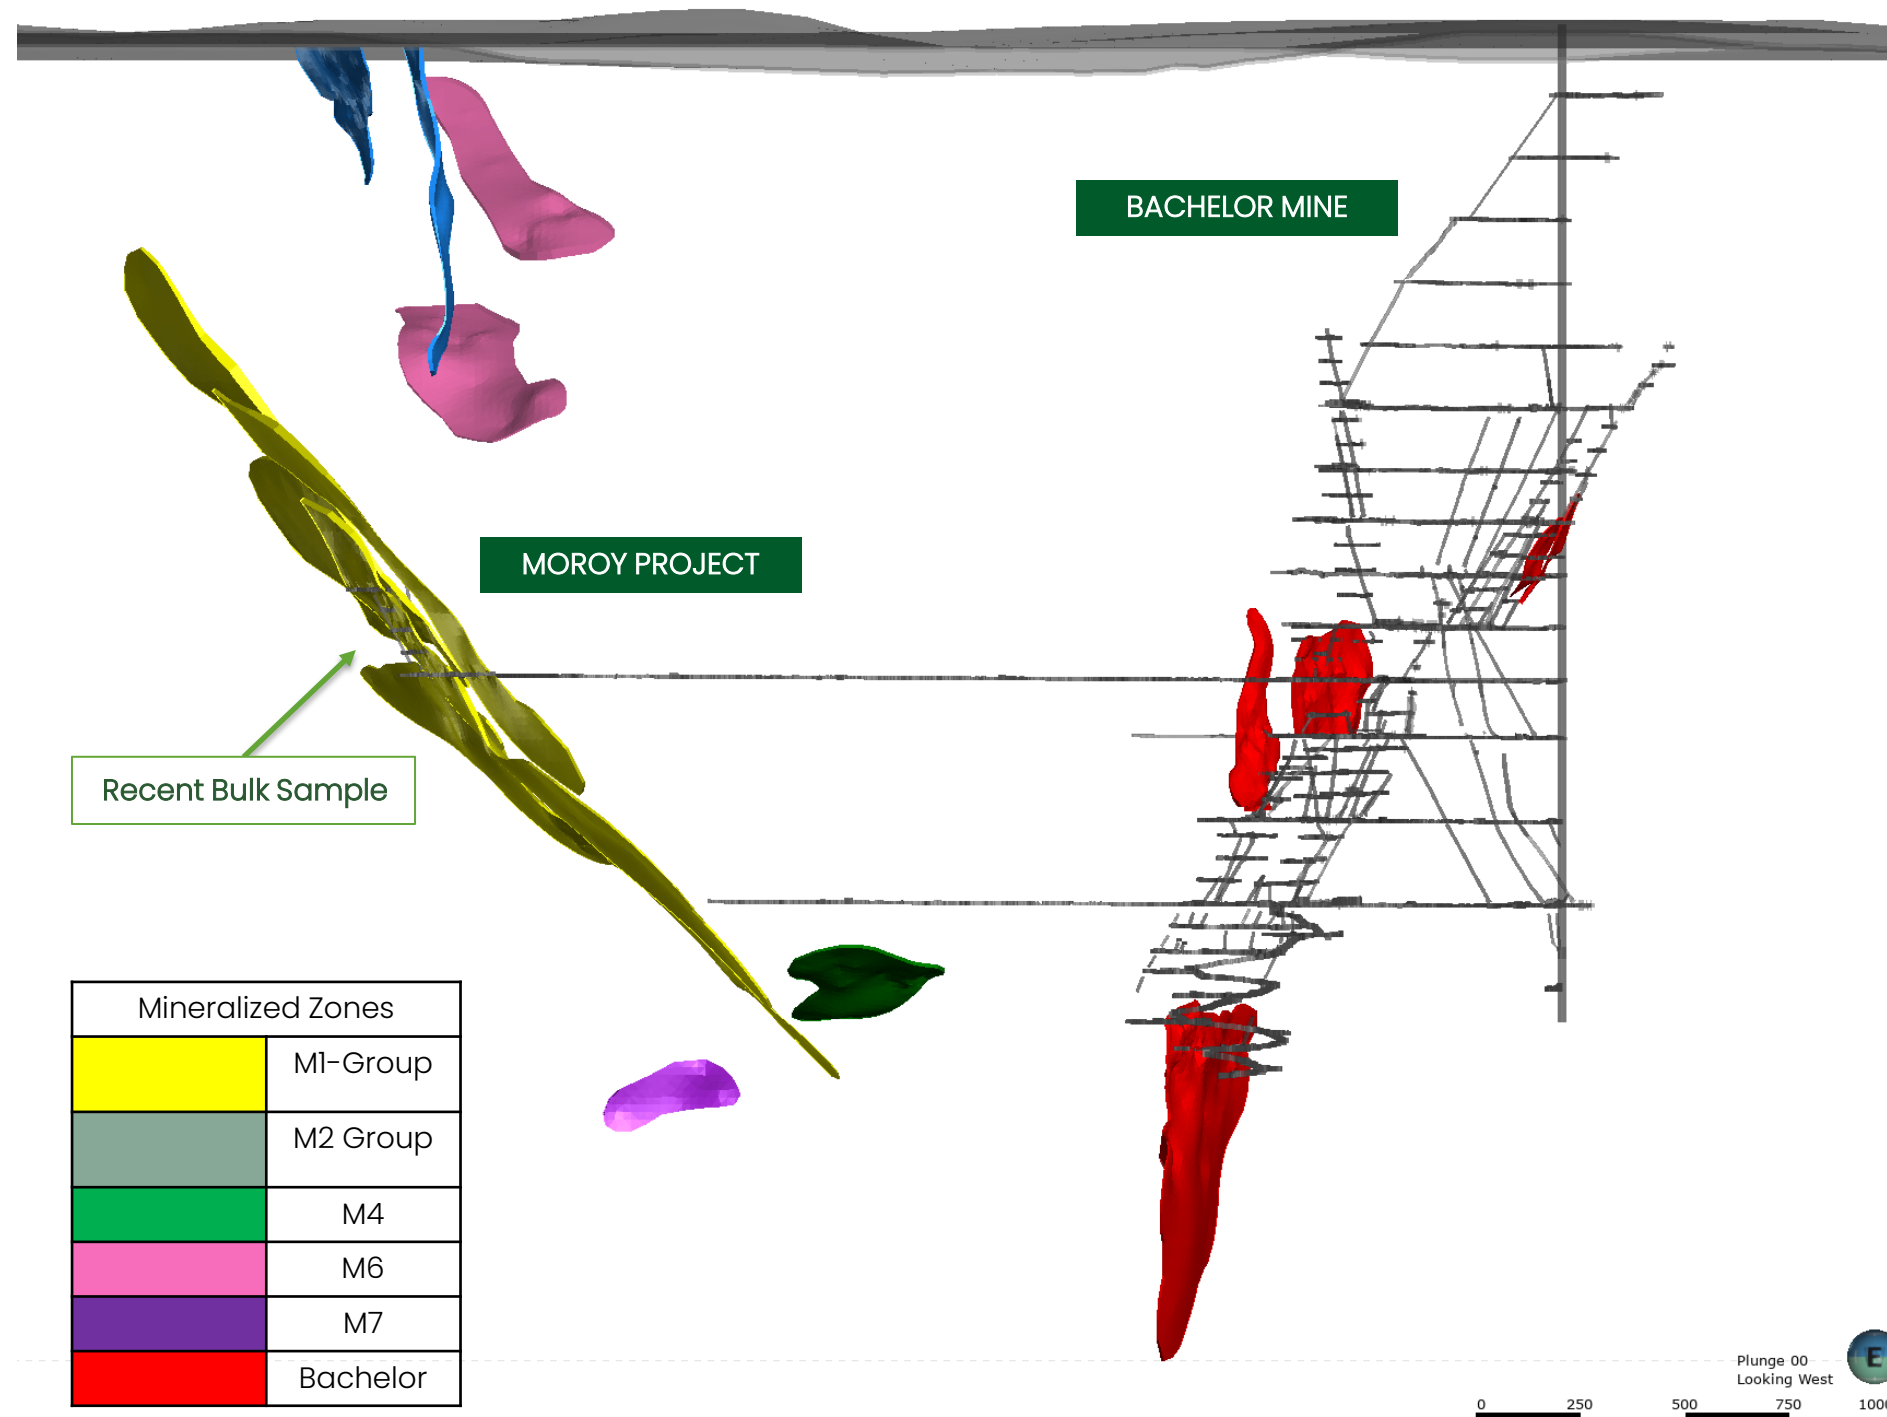 BACHELOR MINE
MOROY PROJECT
Recent Bulk Sample
Mineralized Zones
M1-Group
M2 Group
M4
M6
M7
Bachelor
Plunge 00
Looking West
E
0 250 500 750